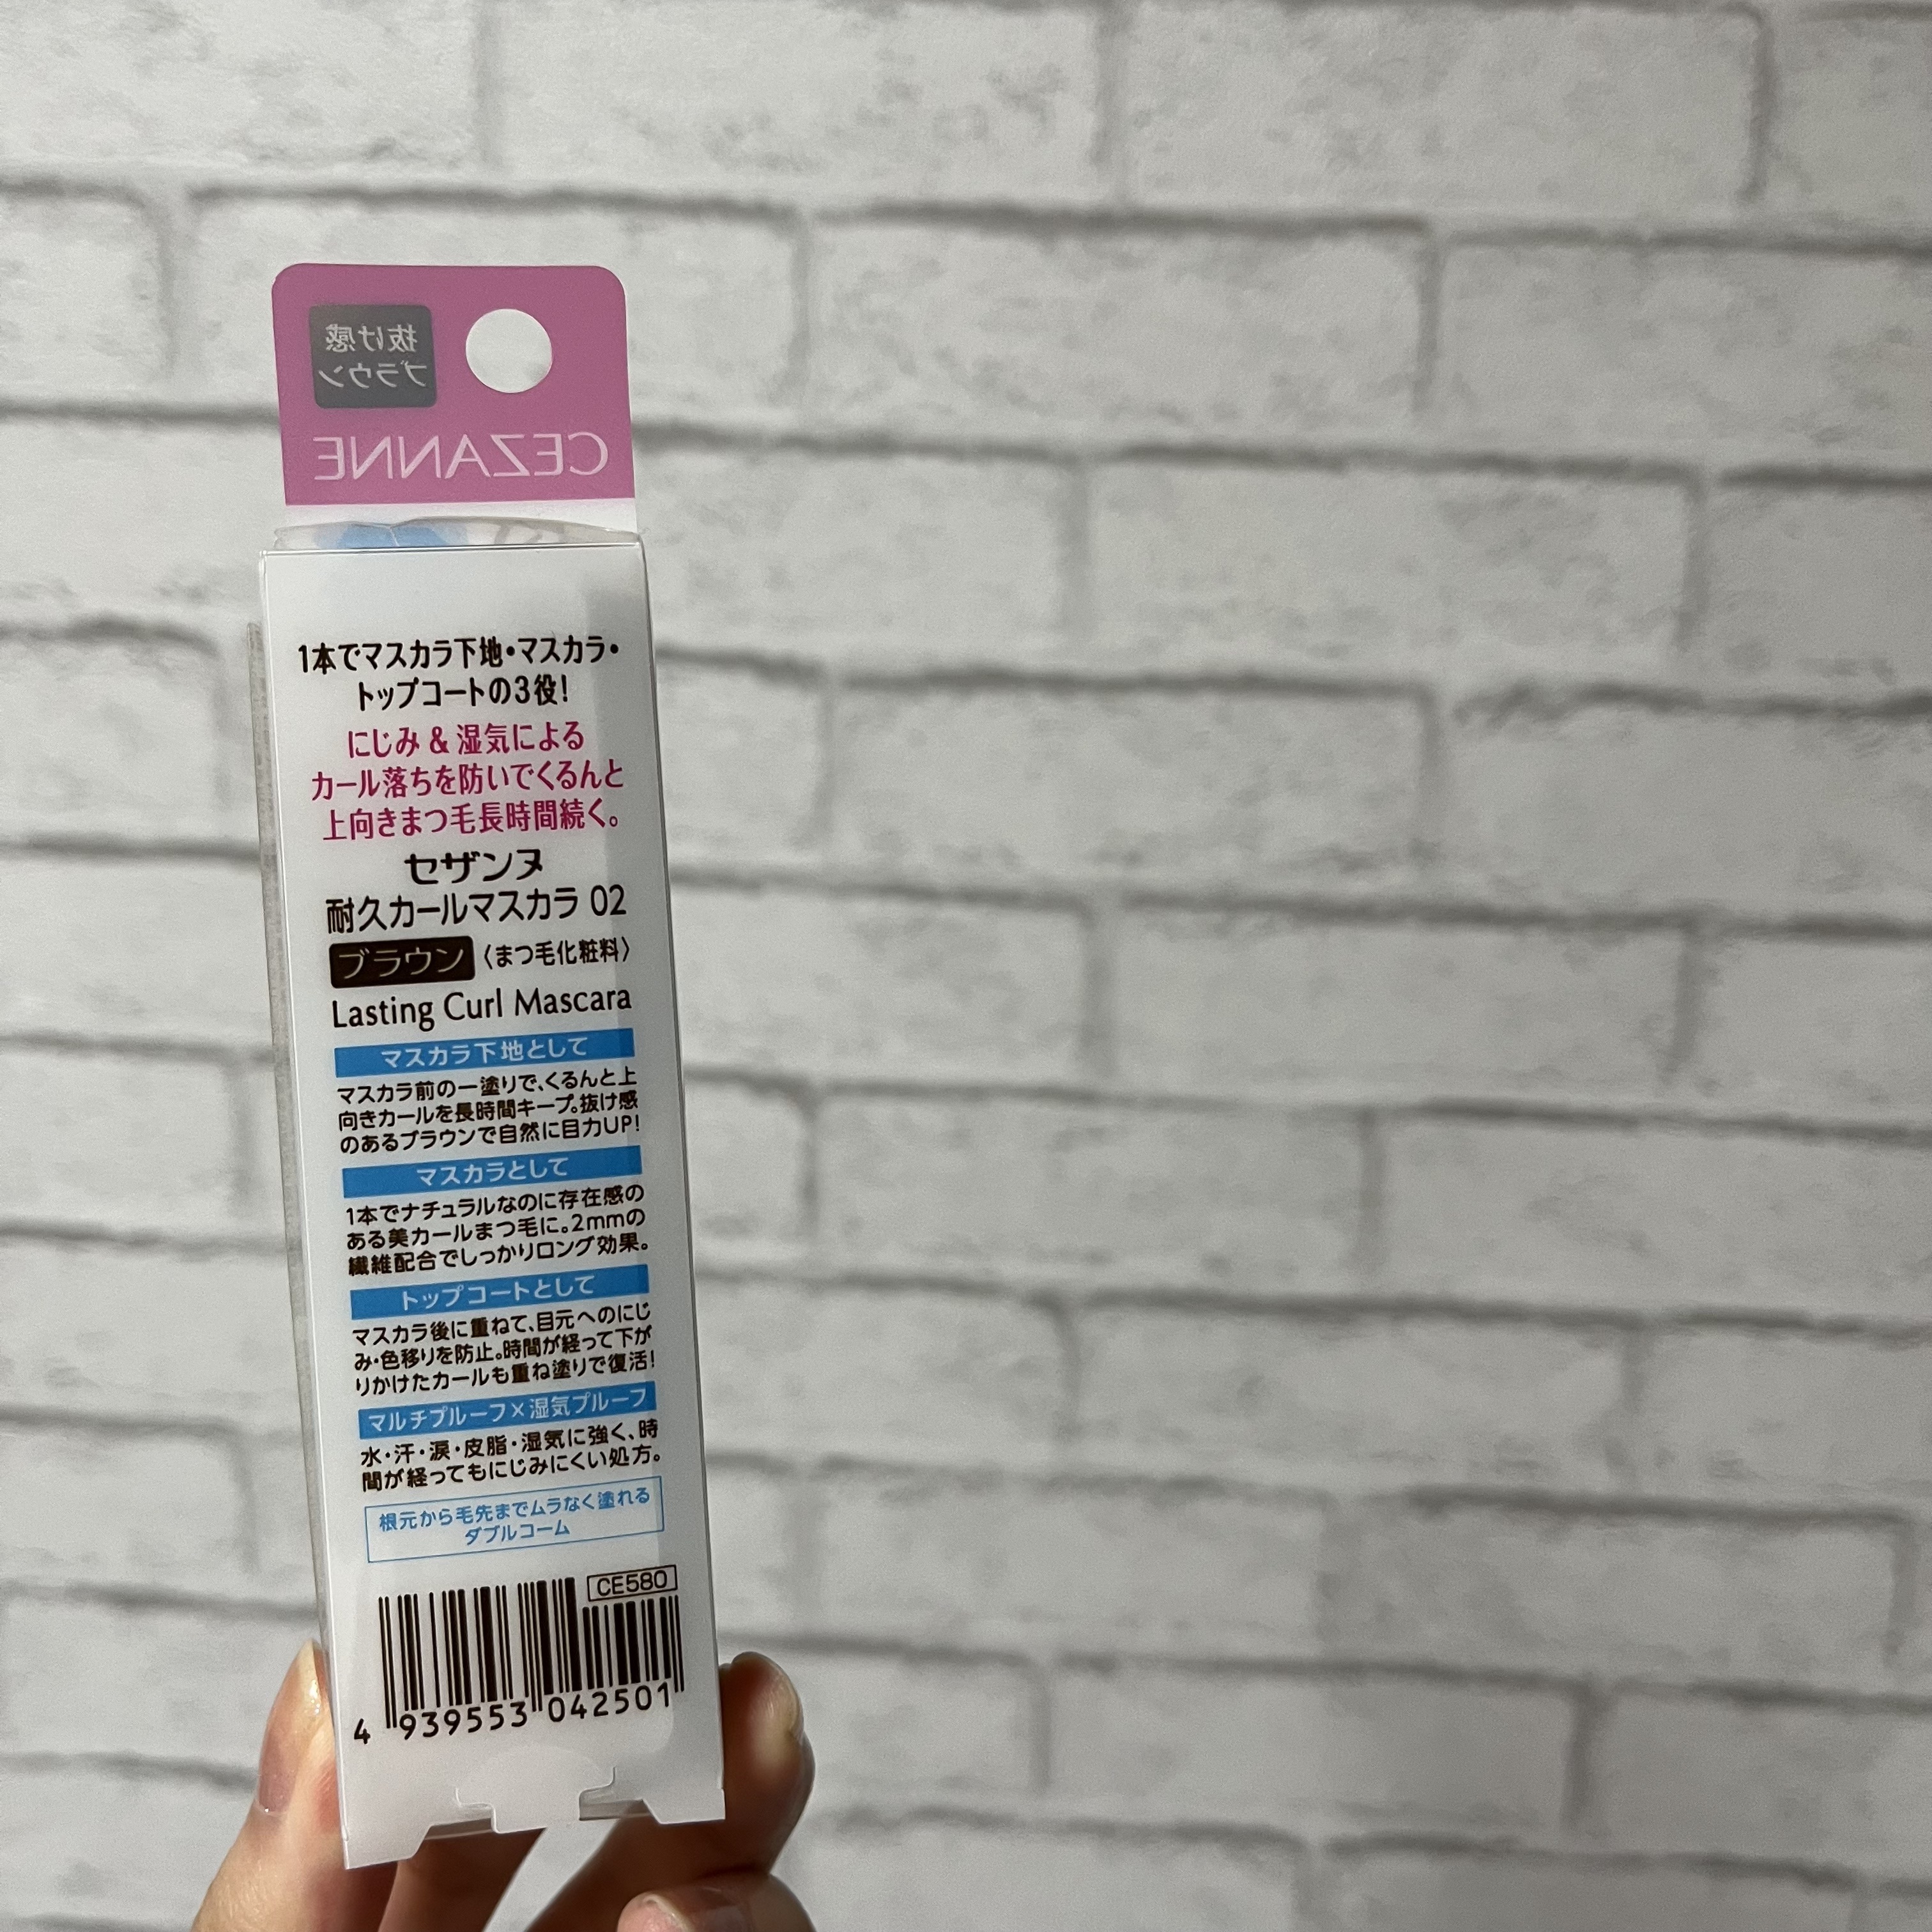 抜け感
ブラウン
CEZANNE
1本でマスカラ下地・マスカラ・
トップコートの3役!
にじみ & 湿気による
カール落ちを防いでくるんと
上向きまつ毛長時間続く。
セザンヌ
耐久カールマスカラ 02
ブラウン 〈まつ毛化粧料〉
Lasting Curl Mascara
マスカラ下地として
マスカラ前の一塗りで、くるんと上
向きカールを長時間キープ。抜け感
のあるブラウンで自然に目力UP!
マスカラとして
1本でナチュラルなのに存在感の
ある美カールまつ毛に。2mmの
繊維配合でしっかりロング効果。
トップコートとして
マスカラ後に重ねて、目元へのにじ
み・色移りを防止。時間が経って下が
りかけたカールも重ね塗りで復活!
マルチプルーフ×湿気プルーフ
水・汗・涙・皮脂・湿気に強く、時
間が経ってもにじみにくい処方。
根元から毛先までムラなく塗れる
ダブルコーム
CE580
4 939553 042501